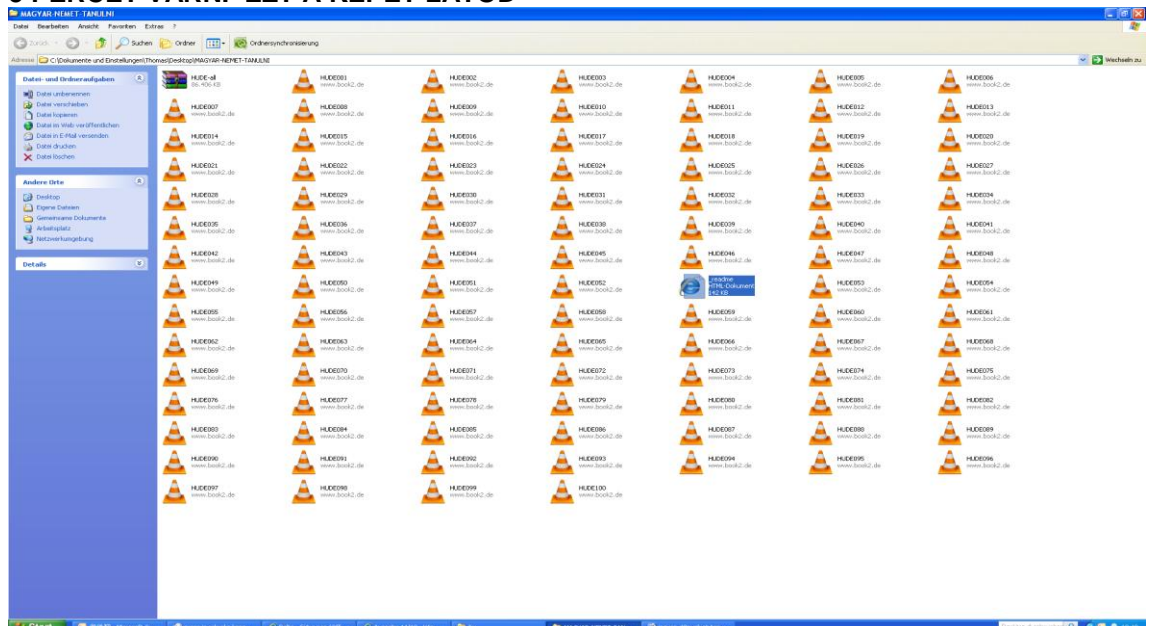 MAGYAR-NEMET-TANULNI
Datei Bearbeiten Ansicht Favoriten Extras ?
Zurück Suchen Ordner Ordnersynchronisierung
Adresse C:\Dokumente und Einstellungen\Thomas\Desktop\MAGYAR-NEMET-TANULNI Wechseln zu
Datei- und Ordneraufgaben
Datei umbenennen
Datei verschieben
Datei kopieren
Datei im Web veröffentlichen
Datei in E-Mail versenden
Datei drucken
Datei löschen
Andere Orte
Desktop
Eigene Dateien
Gemeinsame Dokumente
Arbeitsplatz
Netzwerkumgebung
Details
HUDE-all HUDE001 HUDE002 HUDE003 HUDE004 HUDE005 HUDE006
86.406 KB www.book2.de www.book2.de www.book2.de www.book2.de www.book2.de www.book2.de
HUDE007 HUDE008 HUDE009 HUDE010 HUDE011 HUDE012 HUDE013
www.book2.de www.book2.de www.book2.de www.book2.de www.book2.de www.book2.de www.book2.de
HUDE014 HUDE015 HUDE016 HUDE017 HUDE018 HUDE019 HUDE020
www.book2.de www.book2.de www.book2.de www.book2.de www.book2.de www.book2.de www.book2.de
HUDE021 HUDE022 HUDE023 HUDE024 HUDE025 HUDE026 HUDE027
www.book2.de www.book2.de www.book2.de www.book2.de www.book2.de www.book2.de www.book2.de
HUDE028 HUDE029 HUDE030 HUDE031 HUDE032 HUDE033 HUDE034
www.book2.de www.book2.de www.book2.de www.book2.de www.book2.de www.book2.de www.book2.de
HUDE035 HUDE036 HUDE037 HUDE038 HUDE039 HUDE040 HUDE041
www.book2.de www.book2.de www.book2.de www.book2.de www.book2.de www.book2.de www.book2.de
HUDE042 HUDE043 HUDE044 HUDE045 HUDE046 HUDE047 HUDE048
www.book2.de www.book2.de www.book2.de www.book2.de www.book2.de www.book2.de www.book2.de
HUDE049 HUDE050 HUDE051 HUDE052 _readme HUDE053 HUDE054
www.book2.de www.book2.de www.book2.de www.book2.de HTML-Dokument www.book2.de www.book2.de
142 KB
HUDE055 HUDE056 HUDE057 HUDE058 HUDE059 HUDE060 HUDE061
www.book2.de www.book2.de www.book2.de www.book2.de www.book2.de www.book2.de www.book2.de
HUDE062 HUDE063 HUDE064 HUDE065 HUDE066 HUDE067 HUDE068
www.book2.de www.book2.de www.book2.de www.book2.de www.book2.de www.book2.de www.book2.de
HUDE069 HUDE070 HUDE071 HUDE072 HUDE073 HUDE074 HUDE075
www.book2.de www.book2.de www.book2.de www.book2.de www.book2.de www.book2.de www.book2.de
HUDE076 HUDE077 HUDE078 HUDE079 HUDE080 HUDE081 HUDE082
www.book2.de www.book2.de www.book2.de www.book2.de www.book2.de www.book2.de www.book2.de
HUDE083 HUDE084 HUDE085 HUDE086 HUDE087 HUDE088 HUDE089
www.book2.de www.book2.de www.book2.de www.book2.de www.book2.de www.book2.de www.book2.de
HUDE090 HUDE091 HUDE092 HUDE093 HUDE094 HUDE095 HUDE096
www.book2.de www.book2.de www.book2.de www.book2.de www.book2.de www.book2.de www.book2.de
HUDE097 HUDE098 HUDE099 HUDE100
www.book2.de www.book2.de www.book2.de www.book2.de
Start